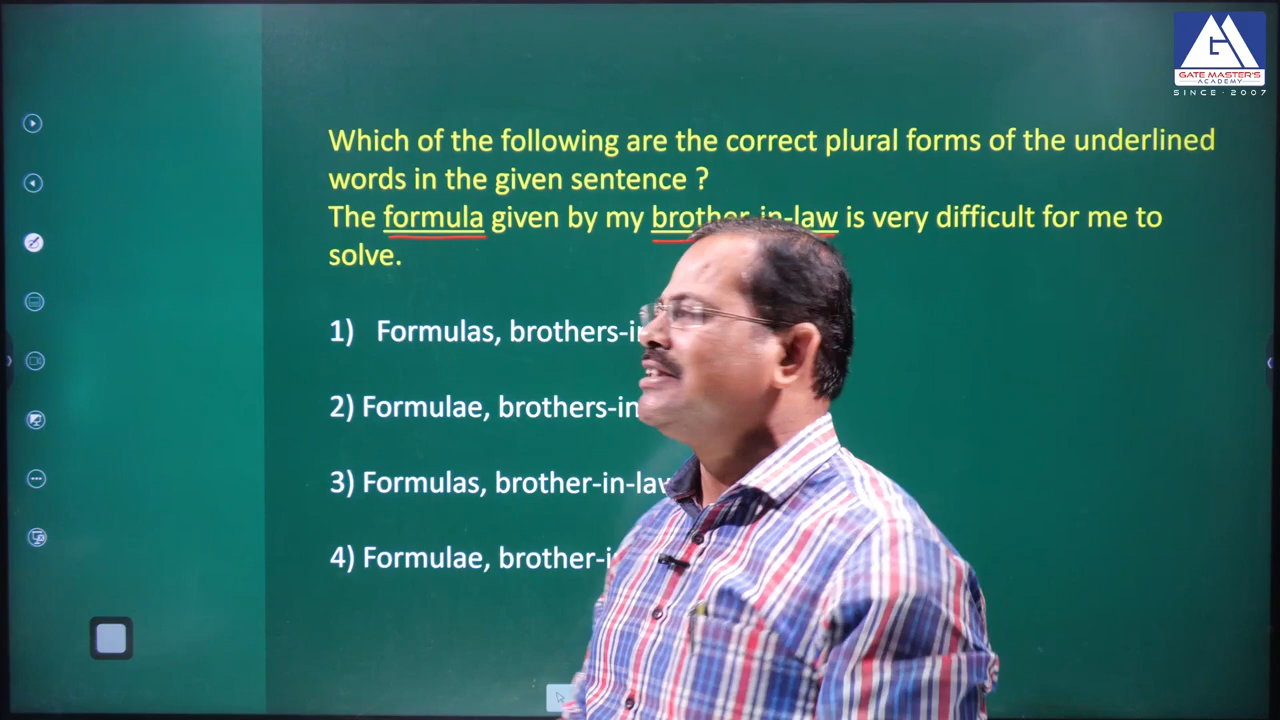 GATE MASTER'S
ACADEMY
SINCE · 2007
Which of the following are the correct plural forms of the underlined
words in the given sentence ?
The formula given by my brother-in-law is very difficult for me to
solve.
1) Formulas, brothers-in
2) Formulae, brothers-in
3) Formulas, brother-in-law
4) Formulae, brother-i